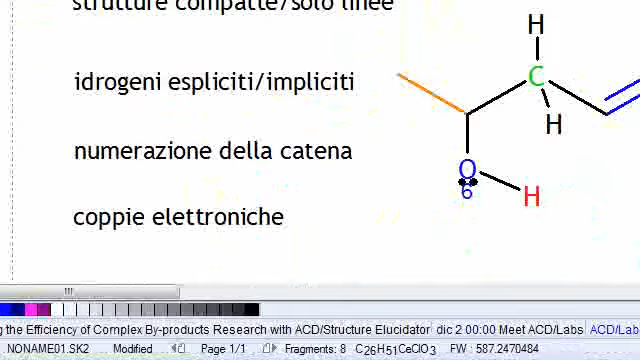 strutture compatte/solo linee
H
idrogeni espliciti/impliciti
C
H
numerazione della catena
O
6
H
coppie elettroniche
g the Efficiency of Complex By-products Research with ACD/Structure Elucidator dic 2 00:00 Meet ACD/Labs ACD/Lab
NONAME01.SK2 Modified Page 1/1 Fragments: 8 C26H51CeClO3 FW : 587.2470484